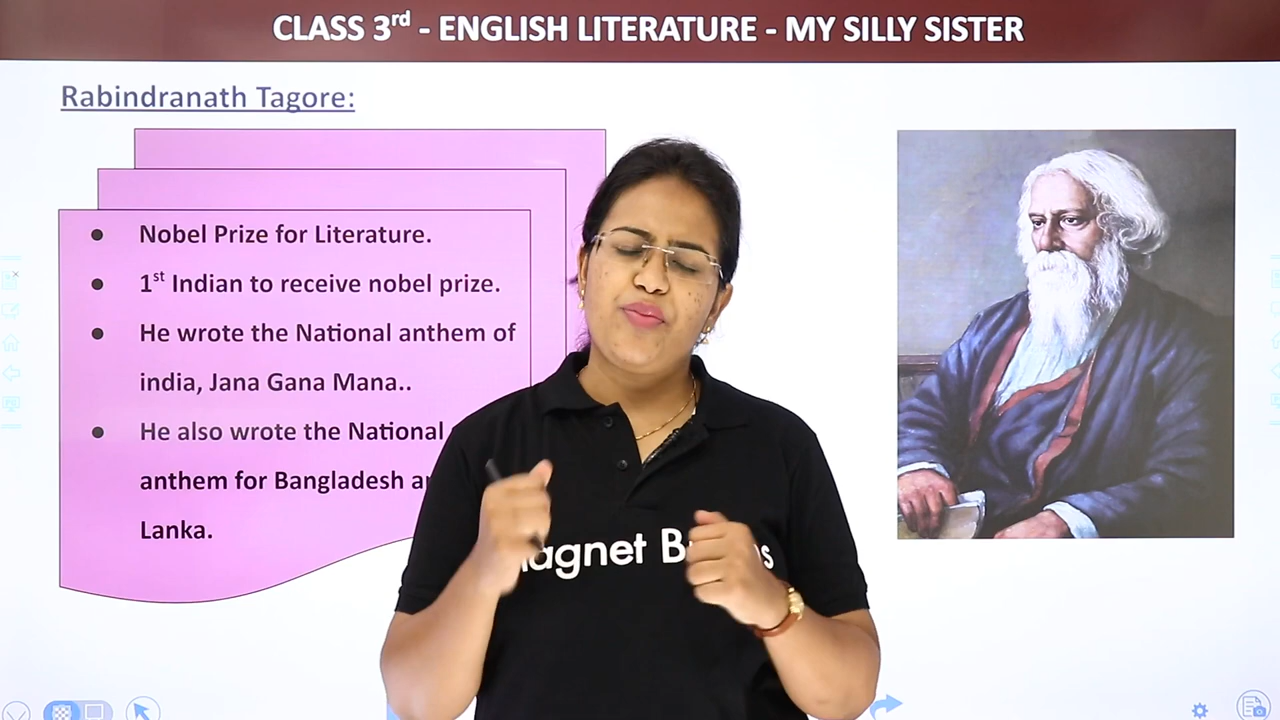 CLASS 3rd - ENGLISH LITERATURE - MY SILLY SISTER
Rabindranath Tagore:
● Nobel Prize for Literature.
● 1st Indian to receive nobel prize.
● He wrote the National anthem of
india, Jana Gana Mana..
● He also wrote the National
anthem for Bangladesh
Lanka.